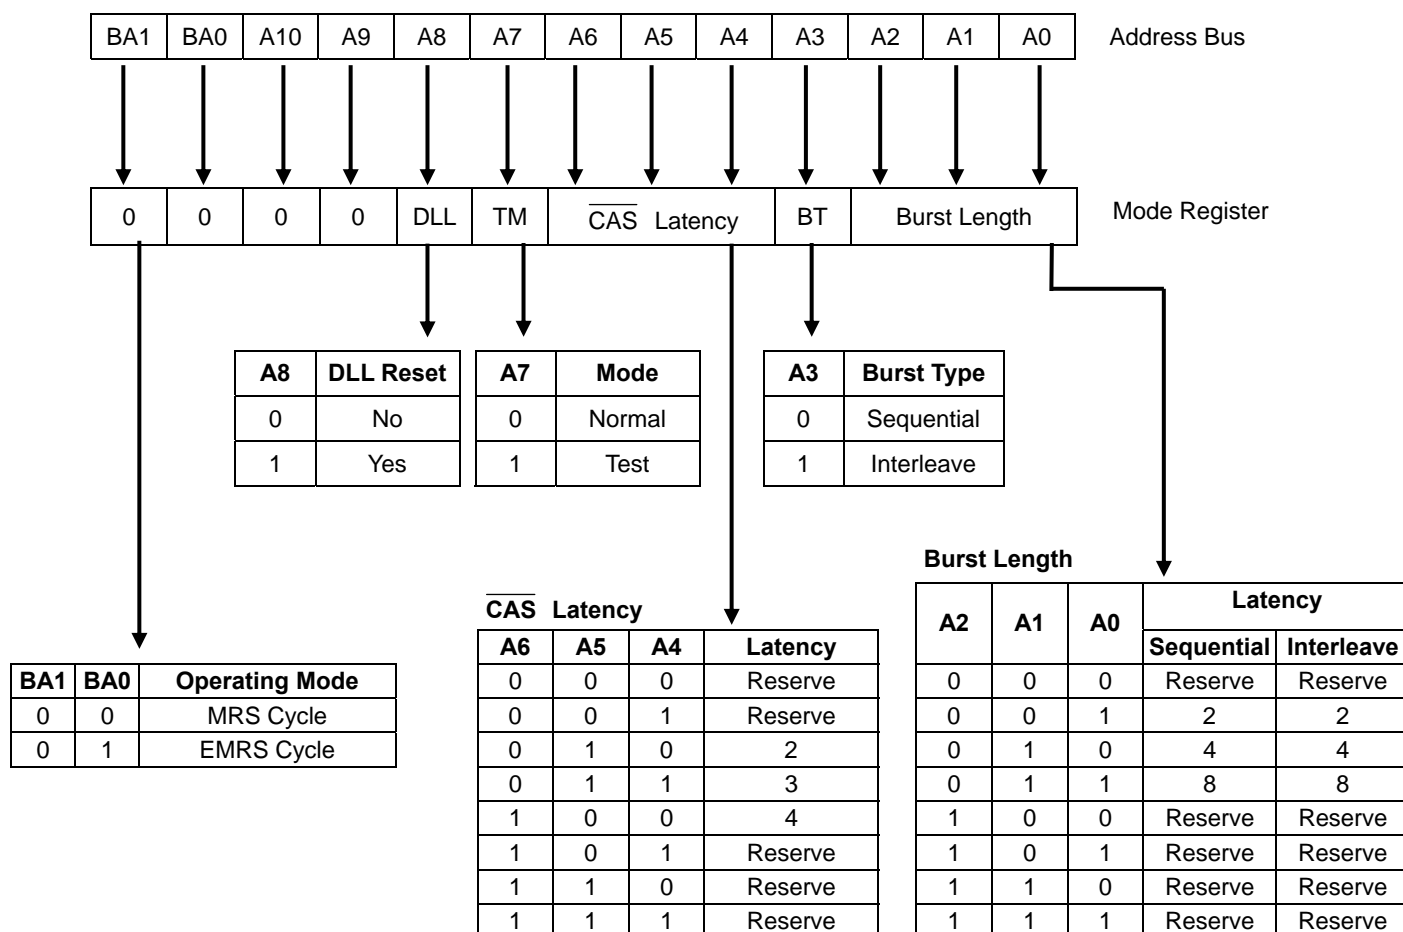 BA1 BA0 A10 A9 A8 A7 A6 A5 A4 A3 A2 A1 A0 Address Bus
0 0 0 0 DLL TM CAS Latency BT Burst Length Mode Register
A8 DLL Reset
0 No
1 Yes
A7 Mode
0 Normal
1 Test
A3 Burst Type
0 Sequential
1 Interleave
BA1 BA0 Operating Mode
0 0 MRS Cycle
0 1 EMRS Cycle
CAS Latency
A6 A5 A4 Latency
0 0 0 Reserve
0 0 1 Reserve
0 1 0 2
0 1 1 3
1 0 0 4
1 0 1 Reserve
1 1 0 Reserve
1 1 1 Reserve
Burst Length
A2 A1 A0 Latency
Sequential Interleave
0 0 0 Reserve Reserve
0 0 1 2 2
0 1 0 4 4
0 1 1 8 8
1 0 0 Reserve Reserve
1 0 1 Reserve Reserve
1 1 0 Reserve Reserve
1 1 1 Reserve Reserve